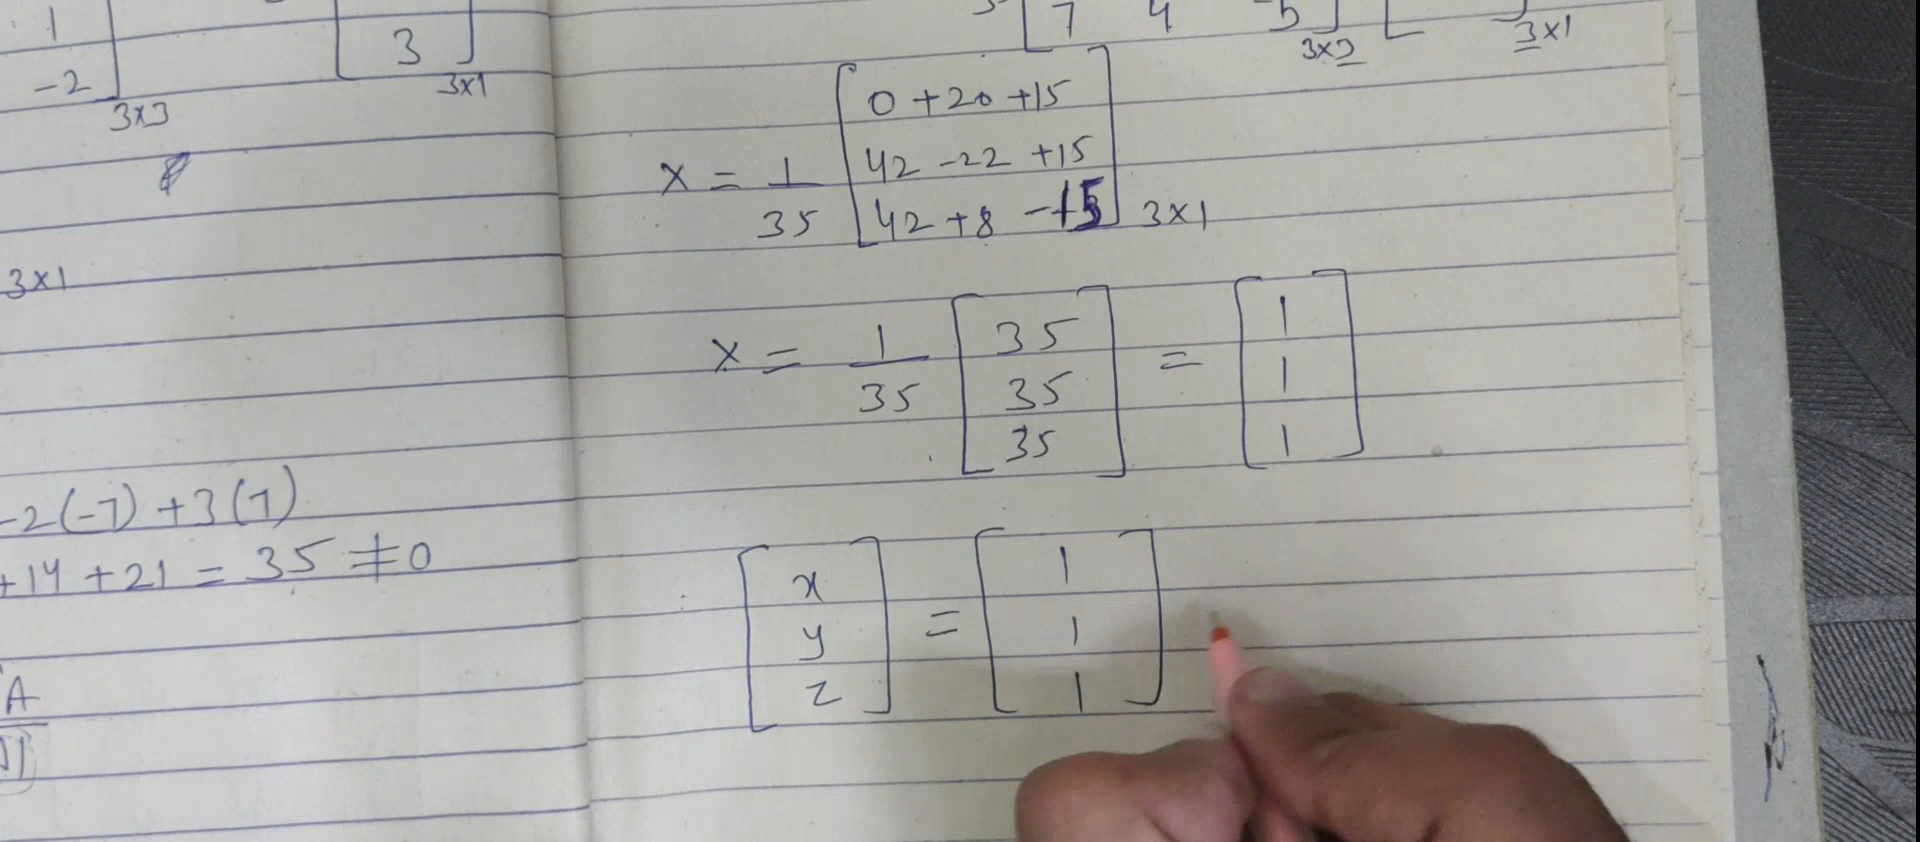 1
-2
3x3
3
3x1
3x1
-2(-7) +3(7)
+14 +21 = 35 ≠0
A
7 4 -5
3x3
3x1
0 +20 +15
x = 1/35 42 -22 +15
42 +8 -15 3x1
35 1
x = 1/35 35 = 1
35 1
x 1
y = 1
z 1